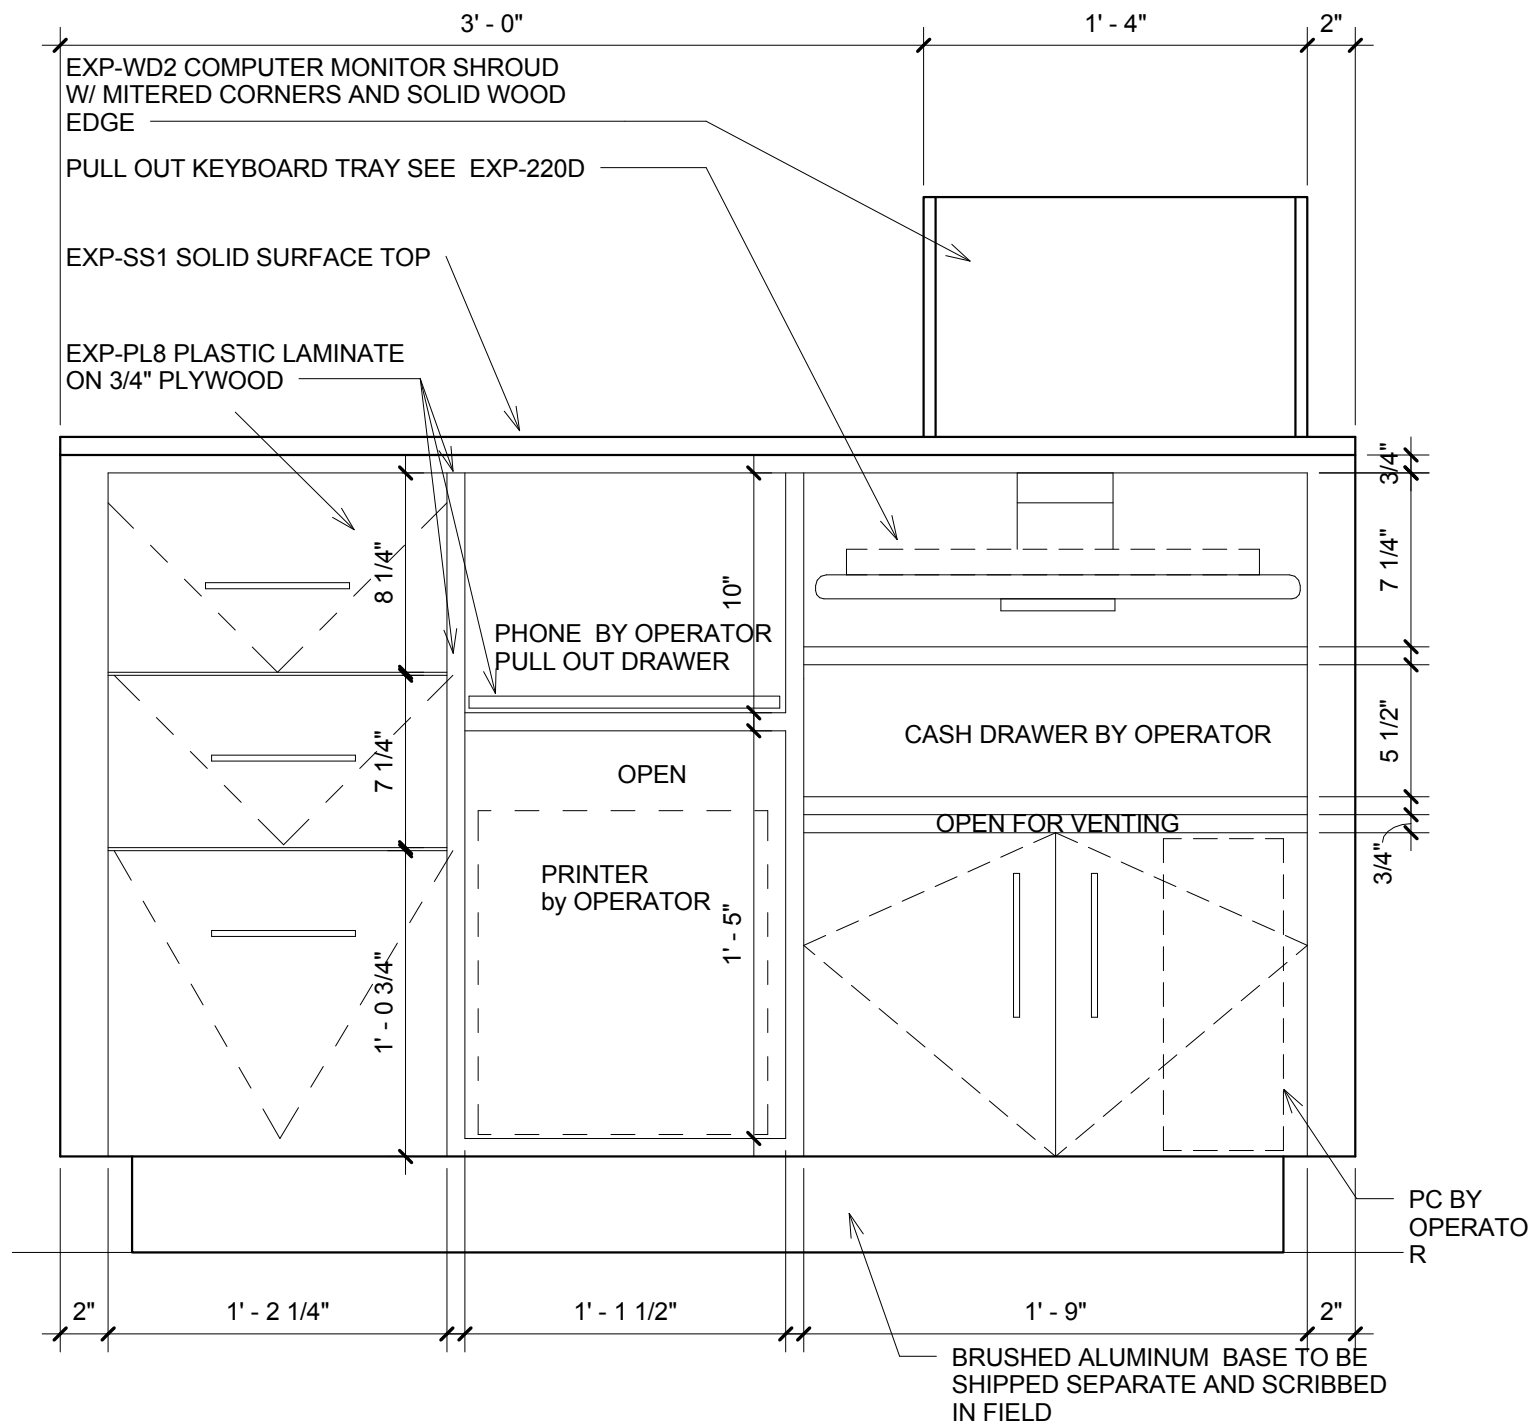 3' - 0"
1' - 4"
2"
EXP-WD2 COMPUTER MONITOR SHROUD
W/ MITERED CORNERS AND SOLID WOOD
EDGE
PULL OUT KEYBOARD TRAY SEE  EXP-220D
EXP-SS1 SOLID SURFACE TOP
EXP-PL8 PLASTIC LAMINATE
ON 3/4" PLYWOOD
3/4"
8 1/4"
10"
7 1/4"
PHONE  BY OPERATOR
PULL OUT DRAWER
7 1/4"
OPEN
CASH DRAWER BY OPERATOR
5 1/2"
OPEN FOR VENTING
3/4"
PRINTER
by OPERATOR
1' - 5"
1' - 0 3/4"
PC BY
OPERATO
R
2"
1' - 2 1/4"
1' - 1 1/2"
1' - 9"
2"
BRUSHED ALUMINUM  BASE TO BE
SHIPPED SEPARATE AND SCRIBBED
IN FIELD